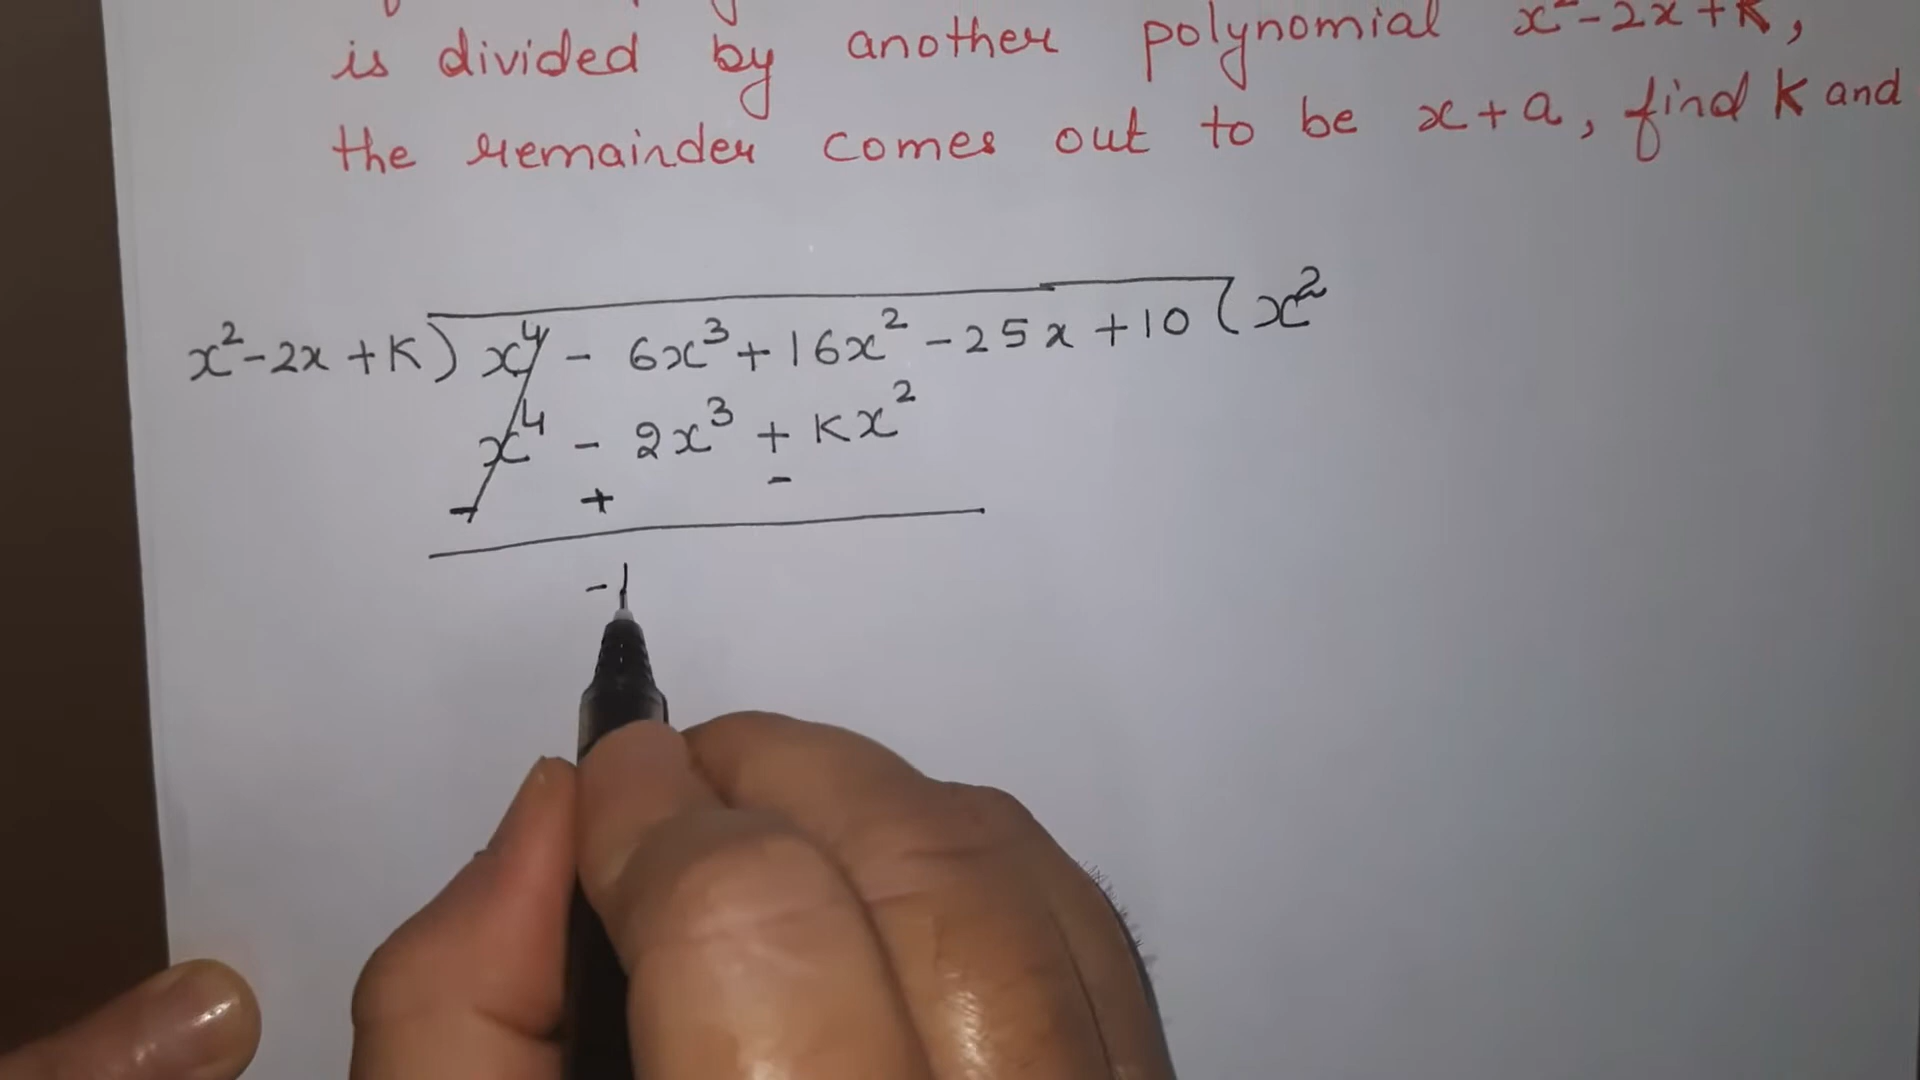 is divided by another polynomial x²-2x+K,
the remainder comes out to be x+a, find K and
x²-2x+K) x⁴ - 6x³+16x²-25x+10 (x²
x⁴ - 2x³ + Kx²
- + -
-1